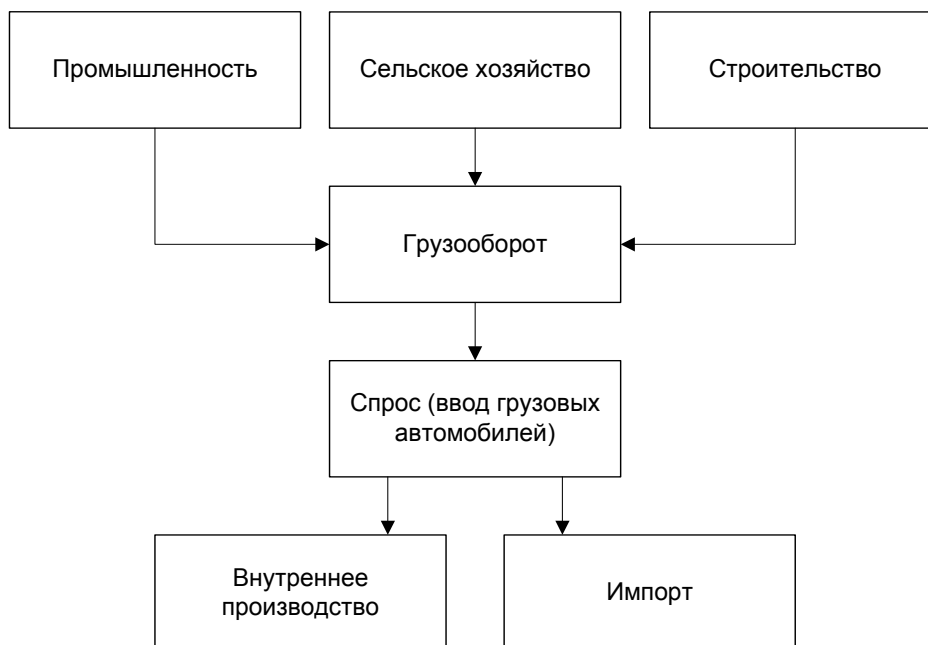 Промышленность
Сельское хозяйство
Строительство
Грузооборот
Спрос (ввод грузовых
автомобилей)
Внутреннее
производство
Импорт